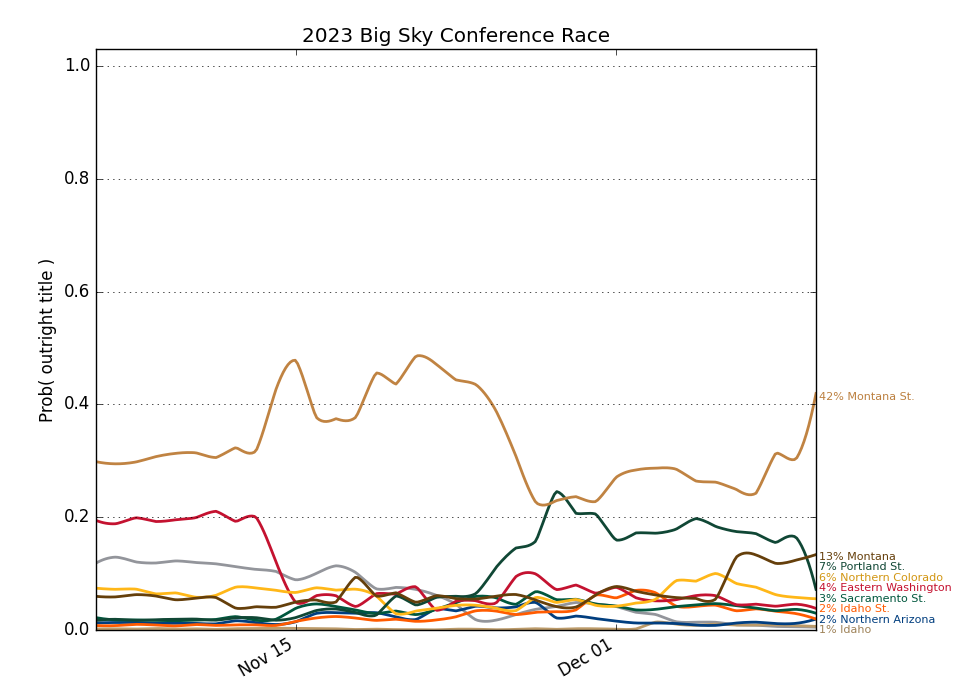 2023 Big Sky Conference Race
1.0
0.8
0.6
0.4
0.2
0.0
Prob( outright title )
Nov 15
Dec 01
42% Montana St.
13% Montana
7% Portland St.
6% Northern Colorado
4% Eastern Washington
3% Sacramento St.
2% Idaho St.
2% Northern Arizona
1% Idaho